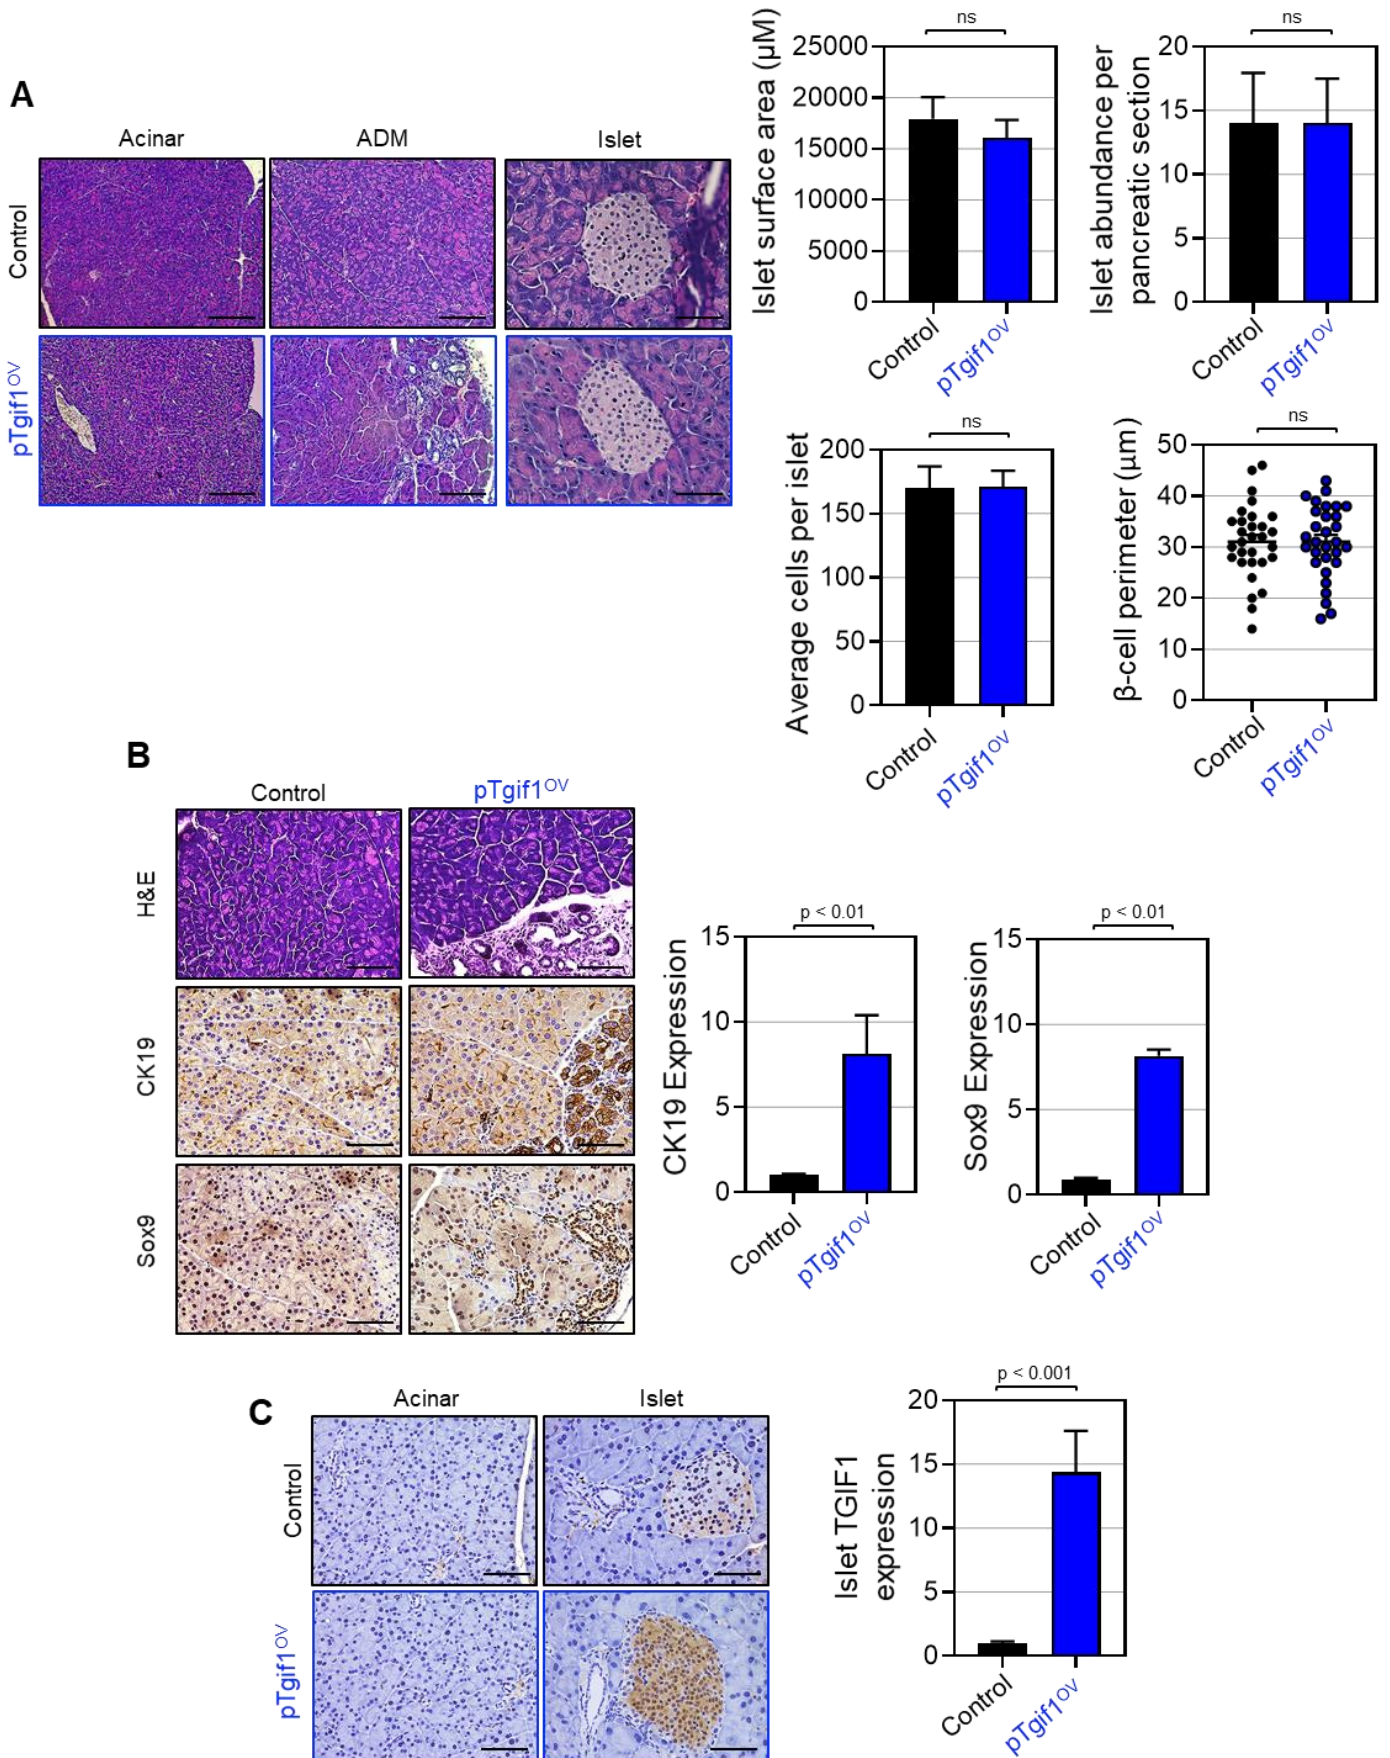 A
Acinar
ADM
Islet
Control
pTgif1OV
Islet surface area (μM)
25000
20000
15000
10000
5000
0
ns
Control
pTgif1OV
Islet abundance per
pancreatic section
20
15
10
5
0
ns
Control
pTgif1OV
Average cells per islet
200
150
100
50
0
ns
Control
pTgif1OV
β-cell perimeter (μm)
50
40
30
20
10
0
ns
Control
pTgif1OV
B
Control
pTgif1OV
H&E
CK19
Sox9
CK19 Expression
15
10
5
0
p < 0.01
Control
pTgif1OV
Sox9 Expression
15
10
5
0
p < 0.01
Control
pTgif1OV
C
Acinar
Islet
Control
pTgif1OV
Islet TGIF1
expression
20
15
10
5
0
p < 0.001
Control
pTgif1OV